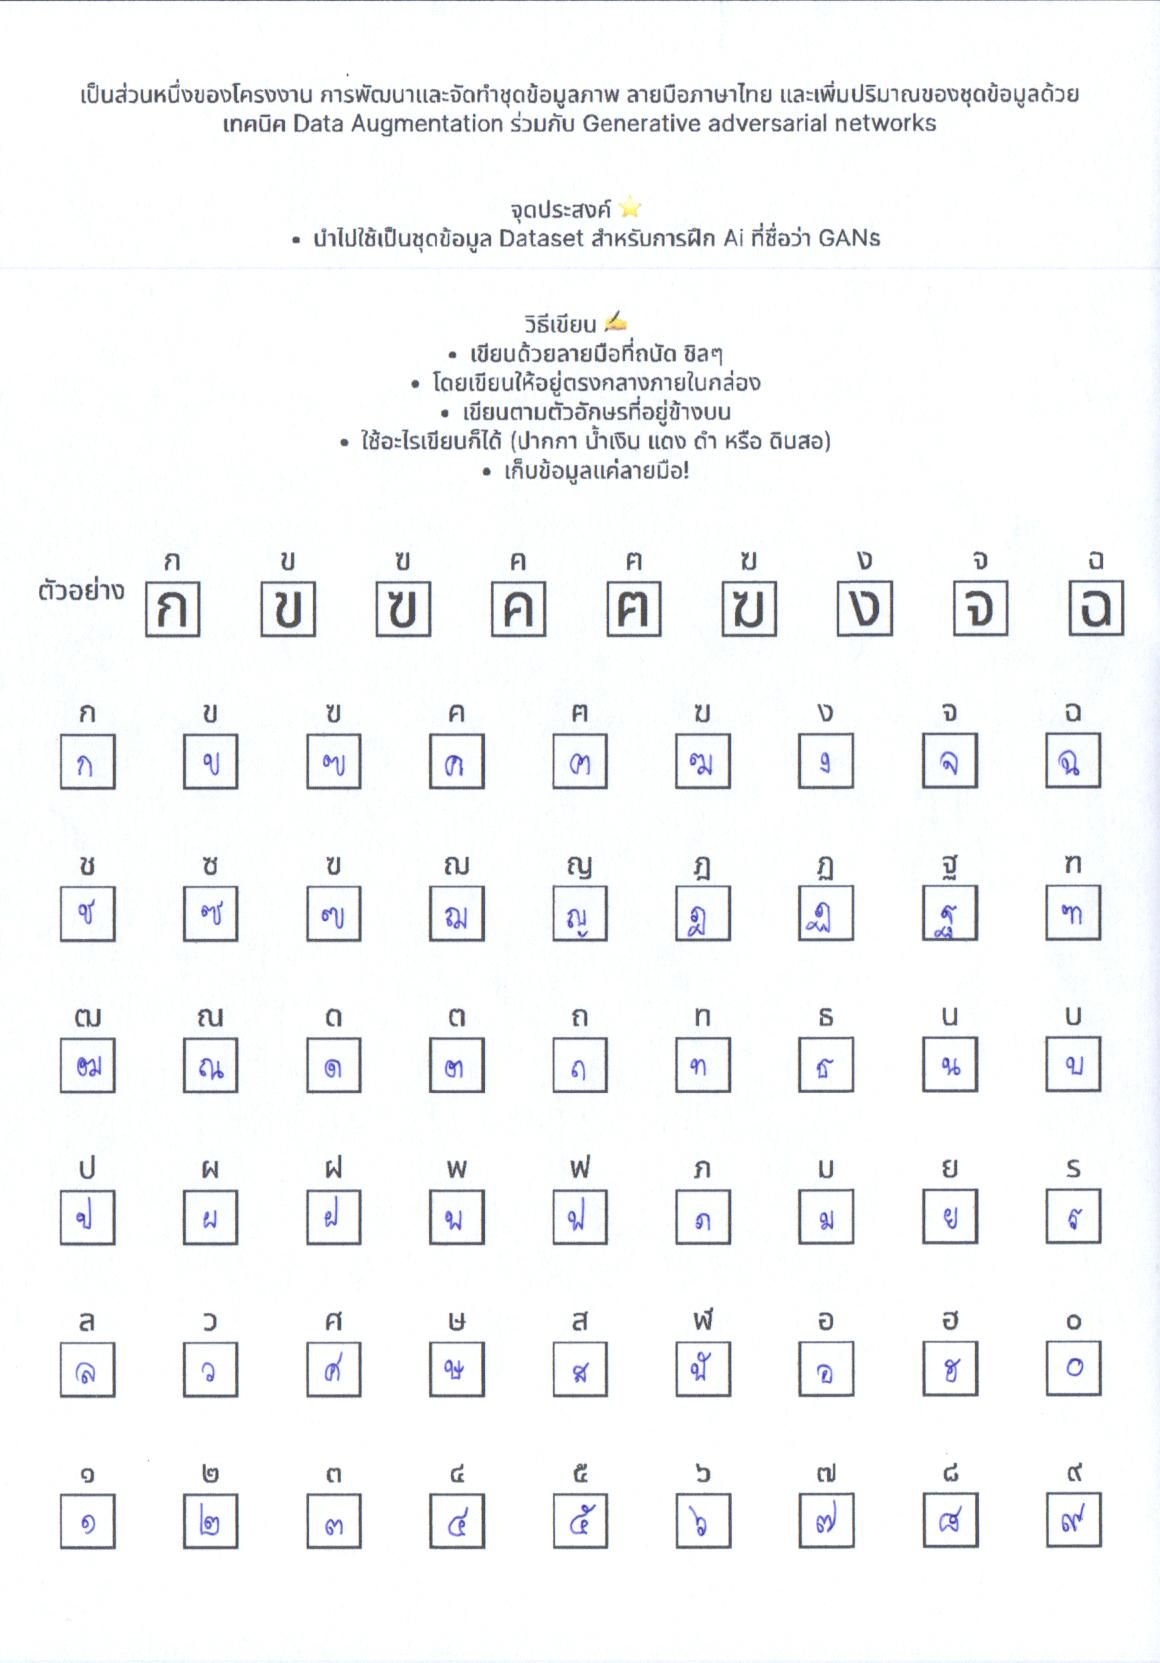 เป็นส่วนหนึ่งของโครงงาน การพัฒนาและจัดทำชุดข้อมูลภาพ ลายมือภาษาไทย และเพิ่มปริมาณของชุดข้อมูลด้วย
เทคนิค Data Augmentation ร่วมกับ Generative adversarial networks
จุดประสงค์ ⭐
• นำไปใช้เป็นชุดข้อมูล Dataset สำหรับการฝึก Ai ที่ชื่อว่า GANs
วิธีเขียน ✍
• เขียนด้วยลายมือที่ถนัด ชิลๆ
• โดยเขียนให้อยู่ตรงกลางภายในกล่อง
• เขียนตามตัวอักษรที่อยู่ข้างบน
• ใช้อะไรเขียนก็ได้ (ปากกา น้ำเงิน แดง ดำ หรือ ดินสอ)
• เก็บข้อมูลแค่ลายมือ!
ก ข ฃ ค ฅ ฆ ง จ ฉ
ตัวอย่าง ก ข ฃ ค ฅ ฆ ง จ ฉ
ก ข ฃ ค ฅ ฆ ง จ ฉ
ก ข ฃ ค ฅ ฆ ง จ ฉ
ช ซ ฃ ฌ ญ ฎ ฏ ฐ ฑ
ช ซ ฃ ฌ ญ ฎ ฏ ฐ ฑ
ฒ ณ ด ต ถ ท ธ น บ
ฒ ณ ด ต ถ ท ธ น บ
ป ผ ฝ พ ฟ ภ ม ย ร
ป ผ ฝ พ ฟ ภ ม ย ร
ล ว ศ ษ ส ฬ อ ฮ ๐
ล ว ศ ษ ส ฬ อ ฮ ๐
๑ ๒ ๓ ๔ ๕ ๖ ๗ ๘ ๙
๑ ๒ ๓ ๔ ๕ ๖ ๗ ๘ ๙